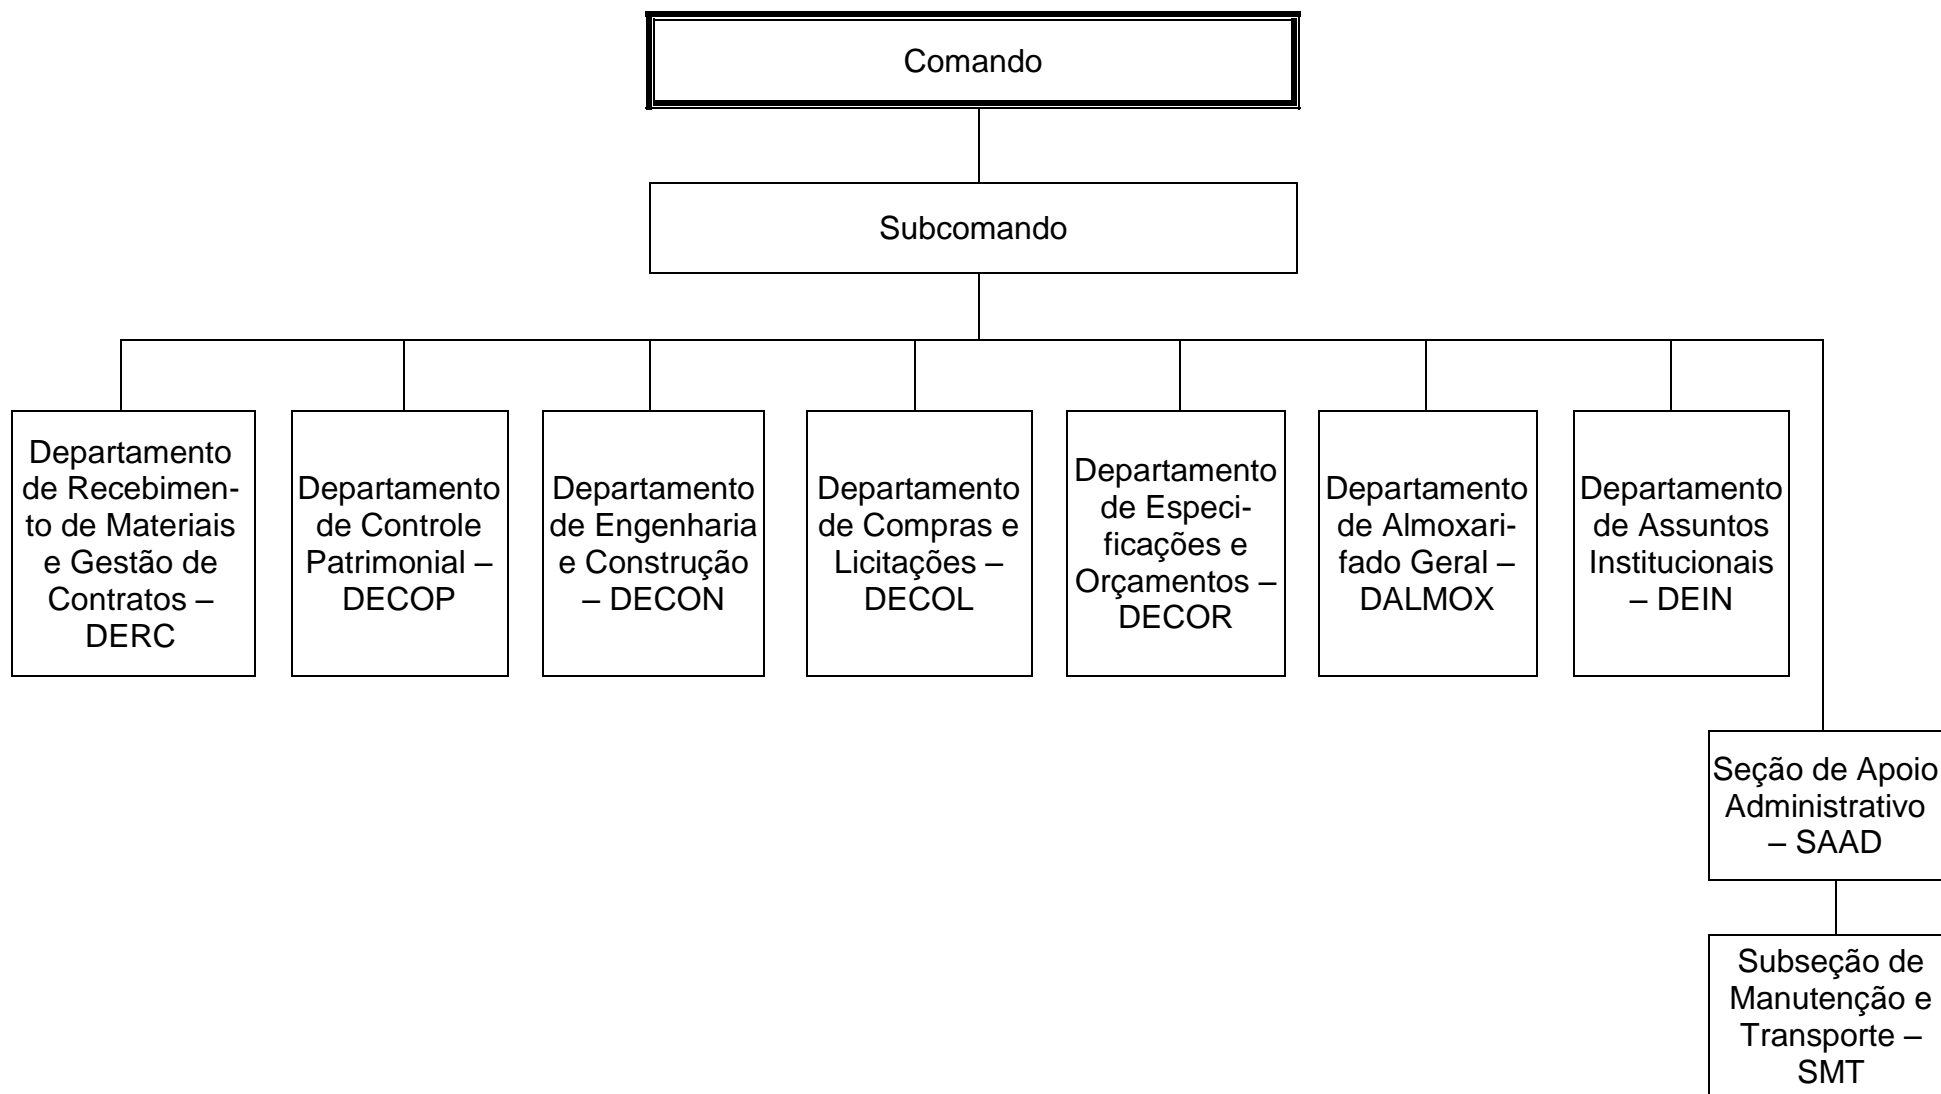 Comando
Subcomando
Departamento
de Recebimen-
to de Materiais
e Gestão de
Contratos –
DERC
Departamento
de Controle
Patrimonial –
DECOP
Departamento
de Engenharia
e Construção
– DECON
Departamento
de Compras e
Licitações –
DECOL
Departamento
de Especi-
ficações e
Orçamentos –
DECOR
Departamento
de Almoxari-
fado Geral –
DALMOX
Departamento
de Assuntos
Institucionais
– DEIN
Seção de Apoio
Administrativo
– SAAD
Subseção de
Manutenção e
Transporte –
SMT